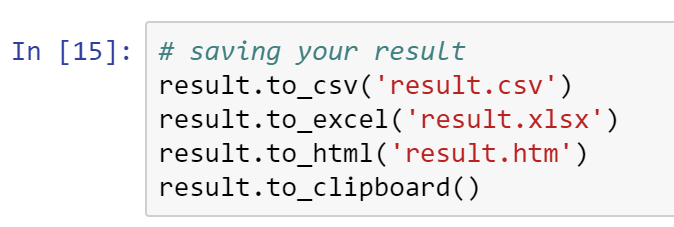 In [15]: # saving your result
result.to_csv('result.csv')
result.to_excel('result.xlsx')
result.to_html('result.htm')
result.to_clipboard()